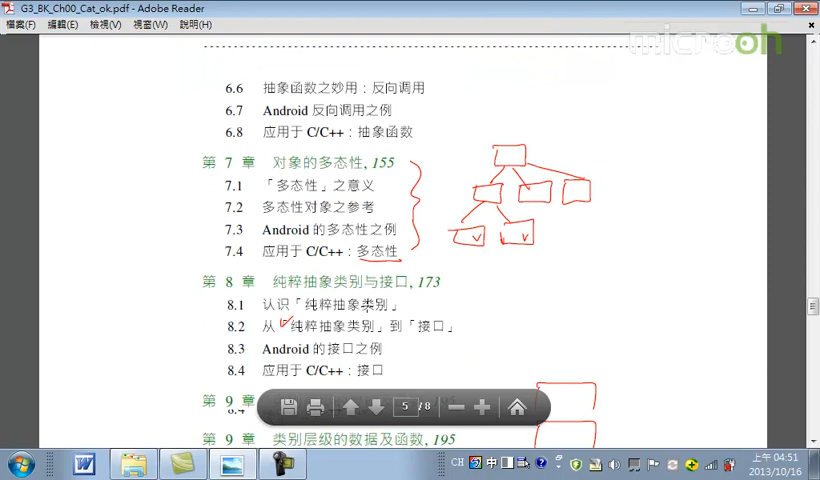 G3_BK_Ch00_Cat_ok.pdf - Adobe Reader
檔案(F) 編輯(E) 檢視(V) 視窗(W) 說明(H)
microoh
6.6 抽象函数之妙用：反向调用
6.7 Android 反向调用之例
6.8 应用于 C/C++：抽象函数
第 7 章 对象的多态性, 155
7.1 「多态性」之意义
7.2 多态性对象之参考
7.3 Android 的多态性之例
7.4 应用于 C/C++：多态性
第 8 章 纯粹抽象类别与接口, 173
8.1 认识「纯粹抽象类别」
8.2 从「纯粹抽象类别」到「接口」
8.3 Android 的接口之例
8.4 应用于 C/C++：接口
第 9 章
8.4
5 / 8
第 9 章 类别层级的数据及函数, 195
CH 中
上午 04:51
2013/10/16